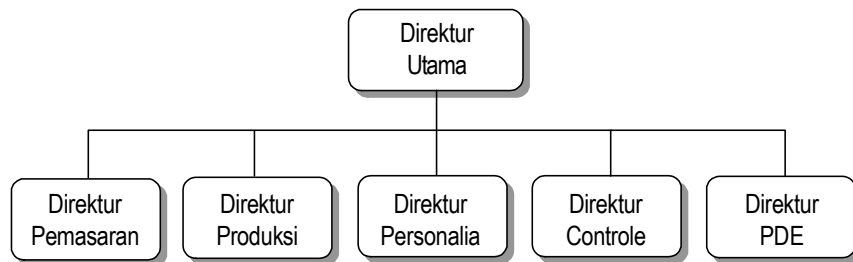 Direktur
Utama
Direktur
Pemasaran
Direktur
Produksi
Direktur
Personalia
Direktur
Controle
Direktur
PDE